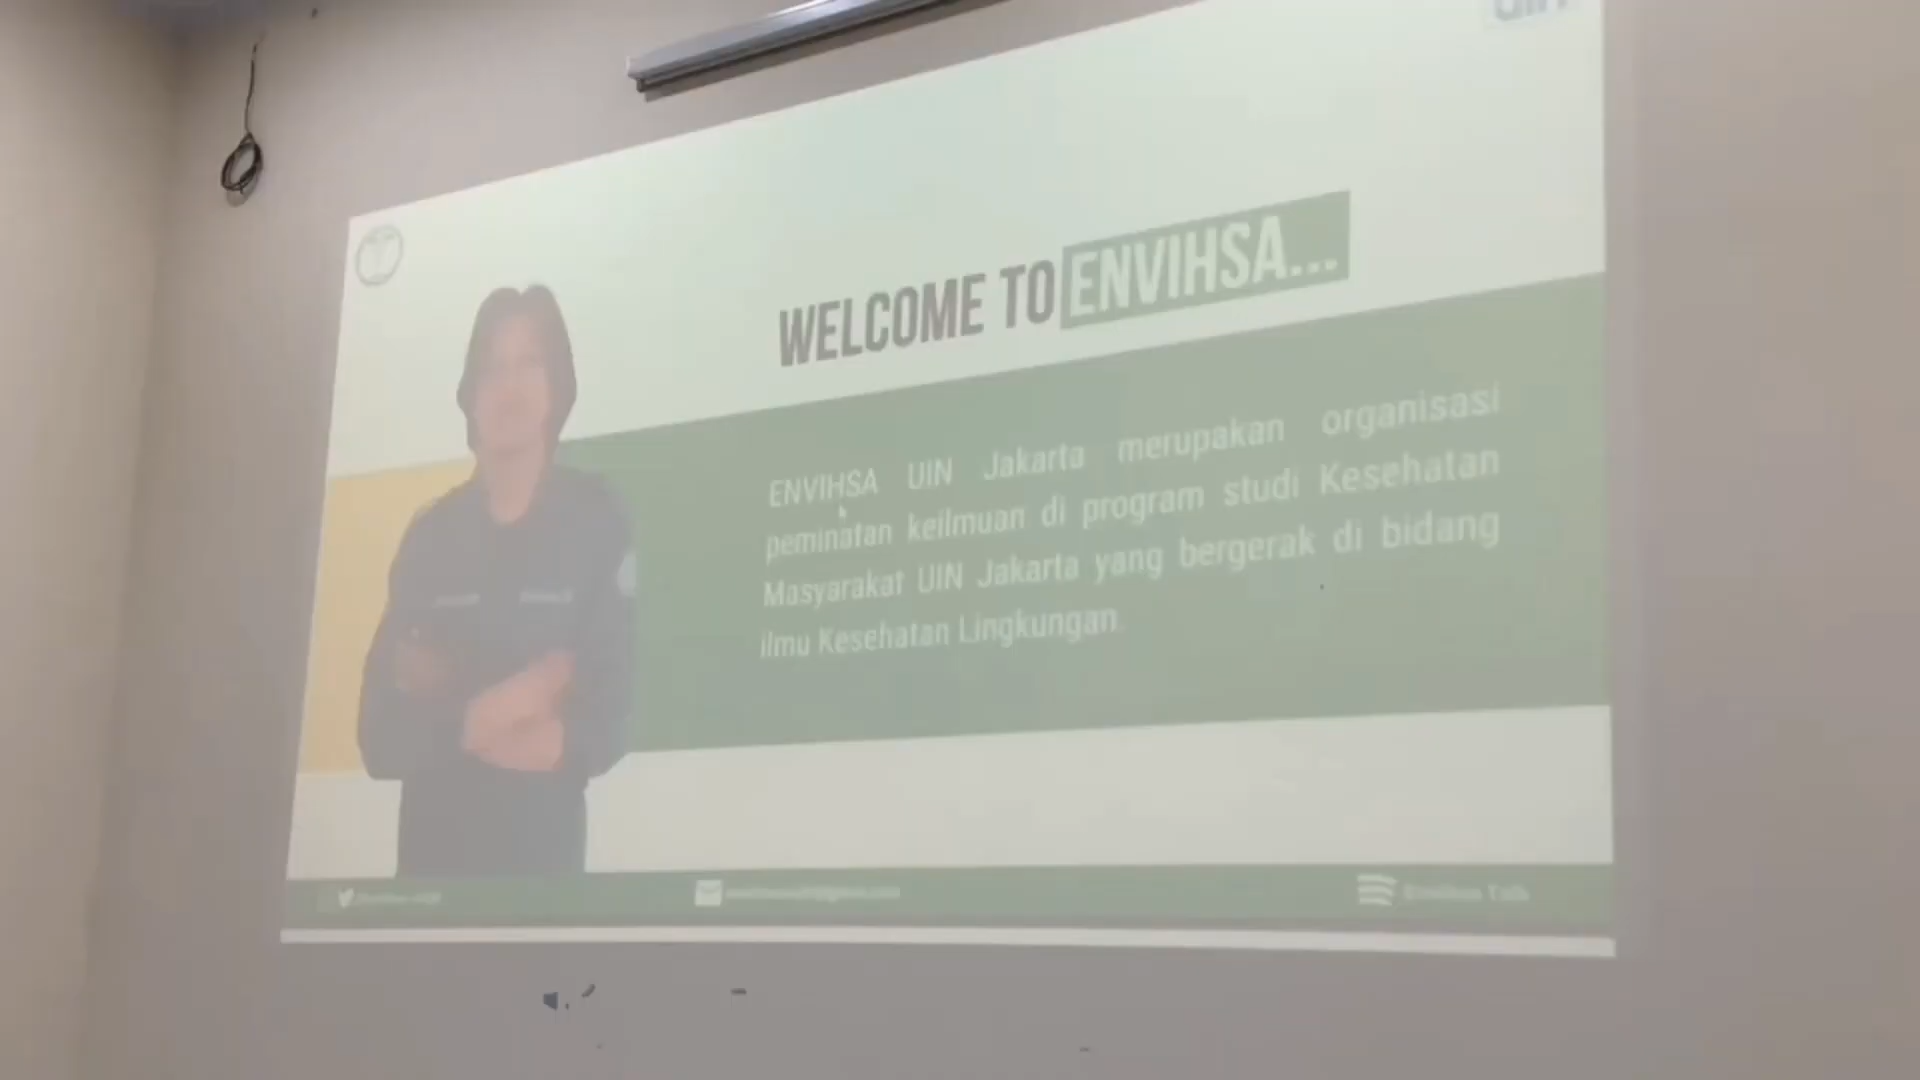 WELCOME TO ENVIHSA...
ENVIHSA UIN Jakarta merupakan organisasi
peminatan keilmuan di program studi Kesehatan
Masyarakat UIN Jakarta yang bergerak di bidang
ilmu Kesehatan Lingkungan.